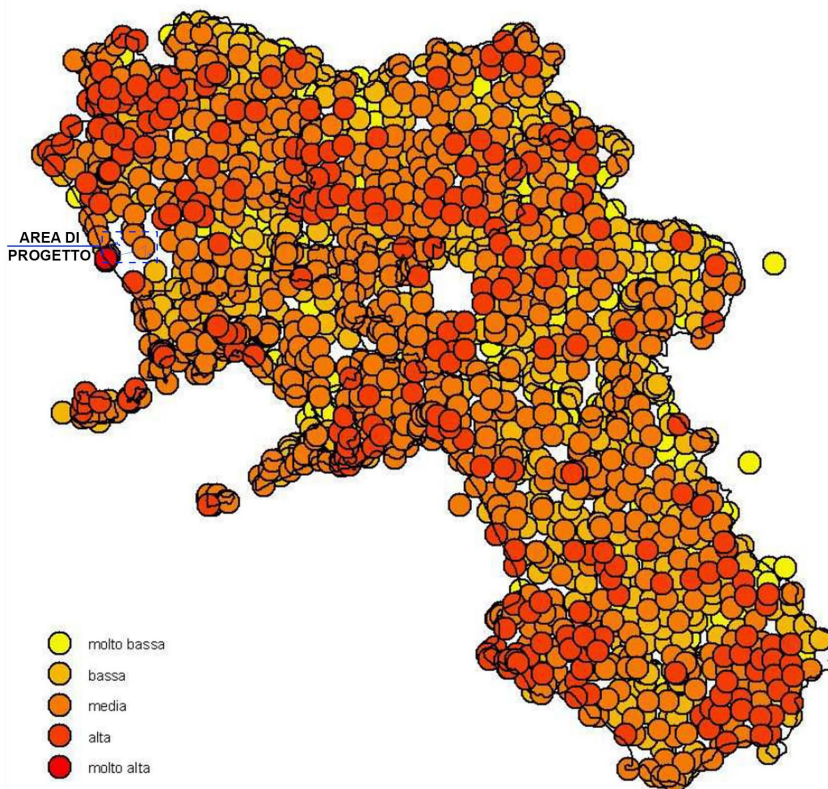 AREA DI
PROGETTO
molto bassa
bassa
media
alta
molto alta